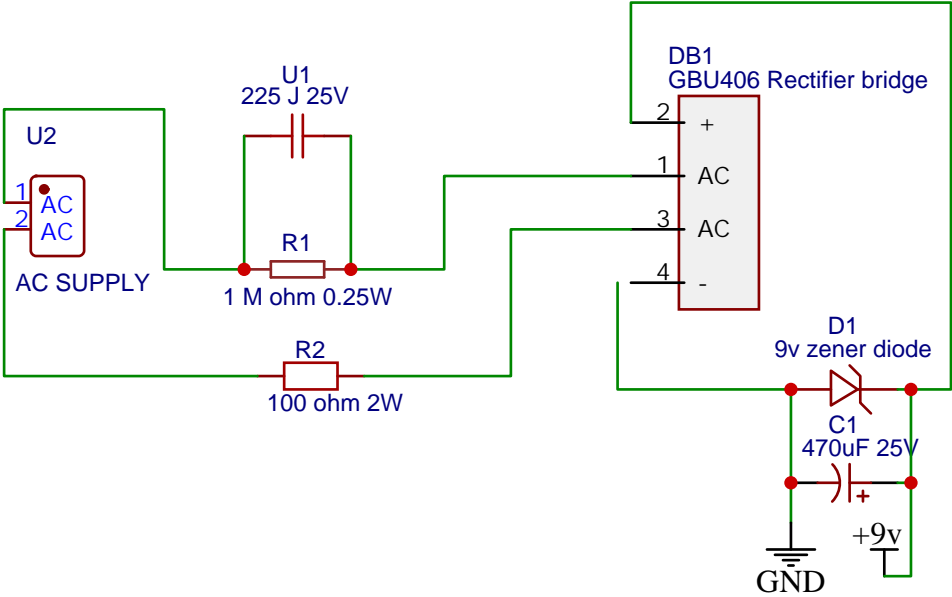 U1
225 J 25V
U2
1
AC
2
AC
AC SUPPLY
R1
1 M ohm 0.25W
R2
100 ohm 2W
DB1
GBU406 Rectifier bridge
2
+
1
AC
3
AC
4
-
D1
9v zener diode
C1
470uF 25V
+
+9v
GND